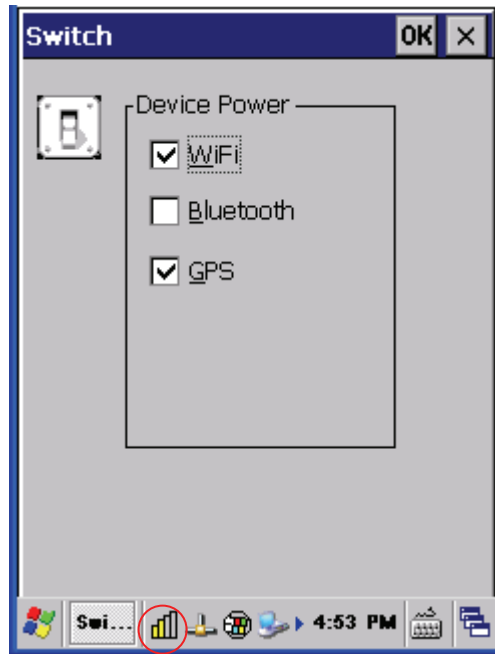 Switch OK ×
Device Power
WiFi
Bluetooth
GPS
Swi... 4:53 PM